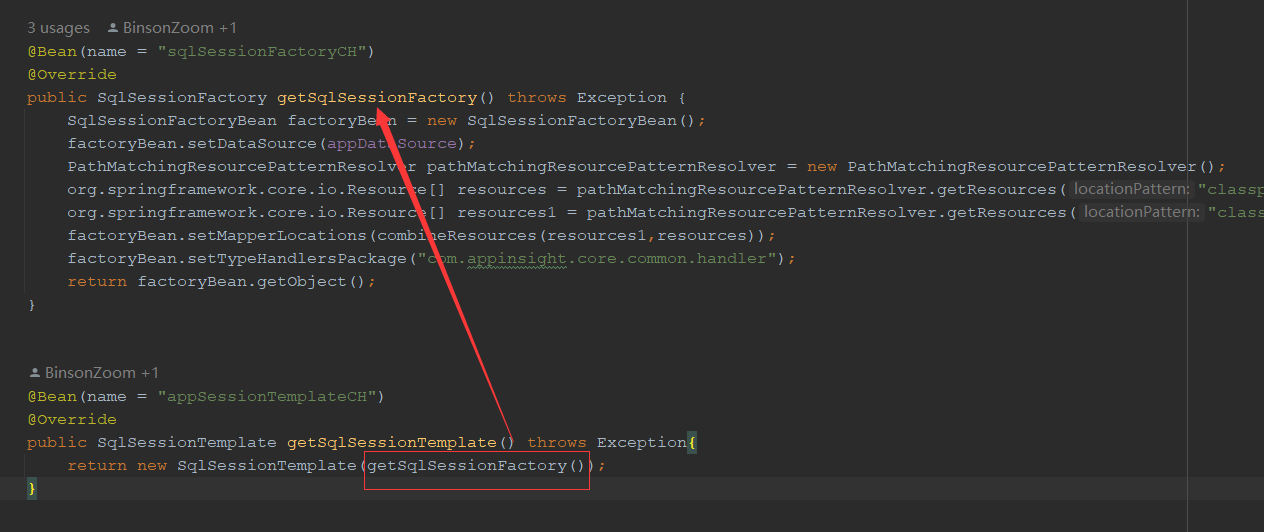 3 usages BinsonZoom +1
@Bean(name = "sqlSessionFactoryCH")
@Override
public SqlSessionFactory getSqlSessionFactory() throws Exception {
SqlSessionFactoryBean factoryBean = new SqlSessionFactoryBean();
factoryBean.setDataSource(appDataSource);
PathMatchingResourcePatternResolver pathMatchingResourcePatternResolver = new PathMatchingResourcePatternResolver();
org.springframework.core.io.Resource[] resources = pathMatchingResourcePatternResolver.getResources( locationPattern: "classp
org.springframework.core.io.Resource[] resources1 = pathMatchingResourcePatternResolver.getResources( locationPattern: "class
factoryBean.setMapperLocations(combineResources(resources1,resources));
factoryBean.setTypeHandlersPackage("com.appinsight.core.common.handler");
return factoryBean.getObject();
}
BinsonZoom +1
@Bean(name = "appSessionTemplateCH")
@Override
public SqlSessionTemplate getSqlSessionTemplate() throws Exception{
return new SqlSessionTemplate(getSqlSessionFactory());
}